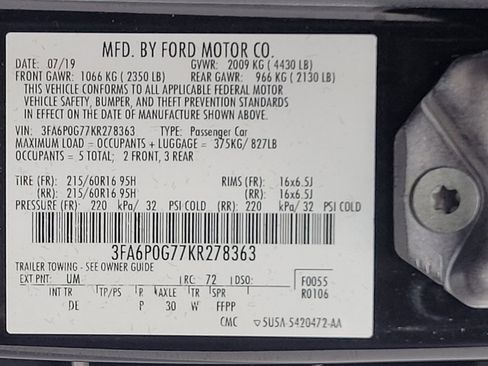 MFD. BY FORD MOTOR CO.
DATE: 07/19 GVWR: 2009 KG ( 4430 LB)
FRONT GAWR: 1066 KG ( 2350 LB) REAR GAWR: 966 KG ( 2130 LB)
THIS VEHICLE CONFORMS TO ALL APPLICABLE FEDERAL MOTOR
VEHICLE SAFETY, BUMPER, AND THEFT PREVENTION STANDARDS
IN EFFECT ON THE DATE OF MANUFACTURE SHOWN ABOVE.
VIN: 3FA6P0G77KR278363 TYPE: Passenger Car
MAXIMUM LOAD = OCCUPANTS + LUGGAGE = 375KG/ 827LB
OCCUPANTS = 5 TOTAL; 2 FRONT, 3 REAR
TIRE (FR): 215/60R16 95H RIMS (FR): 16x6.5J
(RR): 215/60R16 95H (RR): 16x6.5J
PRESSURE (FR): 220 kPa/ 32 PSI COLD (RR): 220 kPa/ 32 PSI COLD
3FA6P0G77KR278363
TRAILER TOWING - SEE OWNER GUIDE
EXT PNT: UM RC: 72 DSO: F0055
INT TR TP/PS R AXLE TR SPR R0106
DE P 30 W FFPP
CMC ▽5U5A-5420472-AA